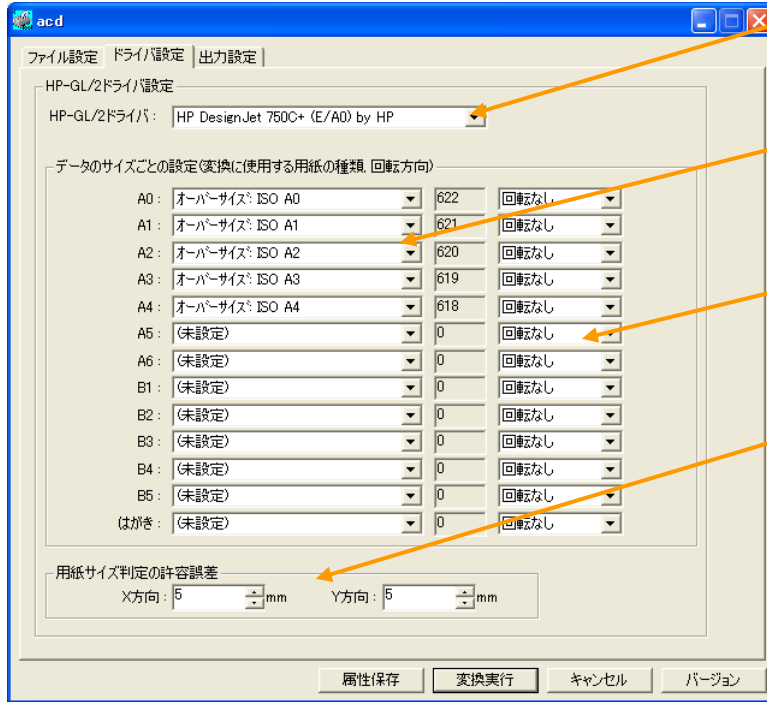 acd
ファイル設定 ドライバ設定 出力設定
HP-GL/2ドライバ設定
HP-GL/2ドライバ： HP DesignJet 750C+ (E/A0) by HP
データのサイズごとの設定(変換に使用する用紙の種類、回転方向)
A0： オーバーサイズ: ISO A0 622 回転なし
A1： オーバーサイズ: ISO A1 621 回転なし
A2： オーバーサイズ: ISO A2 620 回転なし
A3： オーバーサイズ: ISO A3 619 回転なし
A4： オーバーサイズ: ISO A4 618 回転なし
A5： (未設定) 0 回転なし
A6： (未設定) 0 回転なし
B1： (未設定) 0 回転なし
B2： (未設定) 0 回転なし
B3： (未設定) 0 回転なし
B4： (未設定) 0 回転なし
B5： (未設定) 0 回転なし
はがき： (未設定) 0 回転なし
用紙サイズ判定の許容誤差
X方向： 5 mm Y方向： 5 mm
属性保存 変換実行 キャンセル バージョン